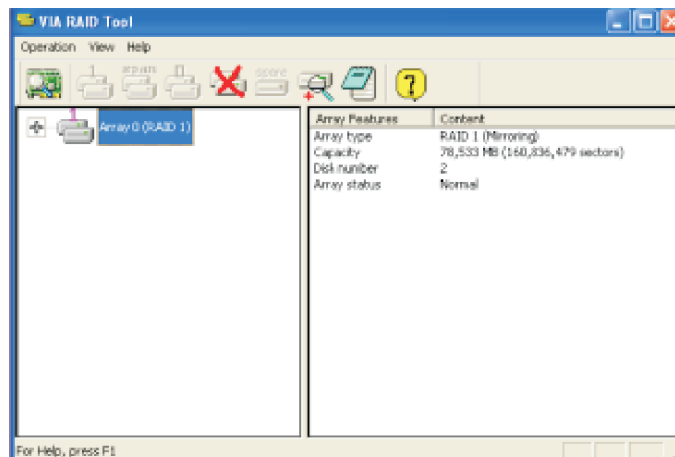 VIA RAID Tool
Operation View Help
Array 0 (RAID 1)
Array Features Content
Array type RAID 1 (Mirroring)
Capacity 78,533 MB (160,836,479 sectors)
Disk number 2
Array status Normal
For Help, press F1